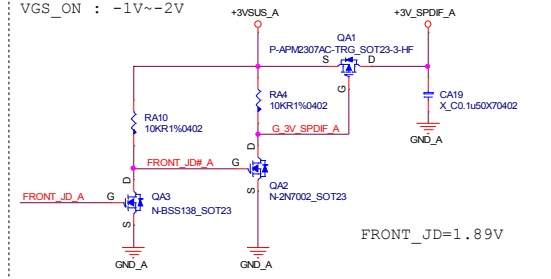 VGS_ON : -1V~-2V
+3VSUS_A
+3V_SPDIF_A
QA1
P-APM2307AC-TRG_SOT23-3-HF
S
D
G
RA10
10KR1%0402
RA4
10KR1%0402
CA19
X_C0.1u50X70402
GND_A
G_3V_SPDIF_A
FRONT_JD#_A
G
D
S
QA2
N-2N7002_SOT23
FRONT_JD_A
G
D
S
QA3
N-BSS138_SOT23
FRONT_JD=1.89V
GND_A
GND_A